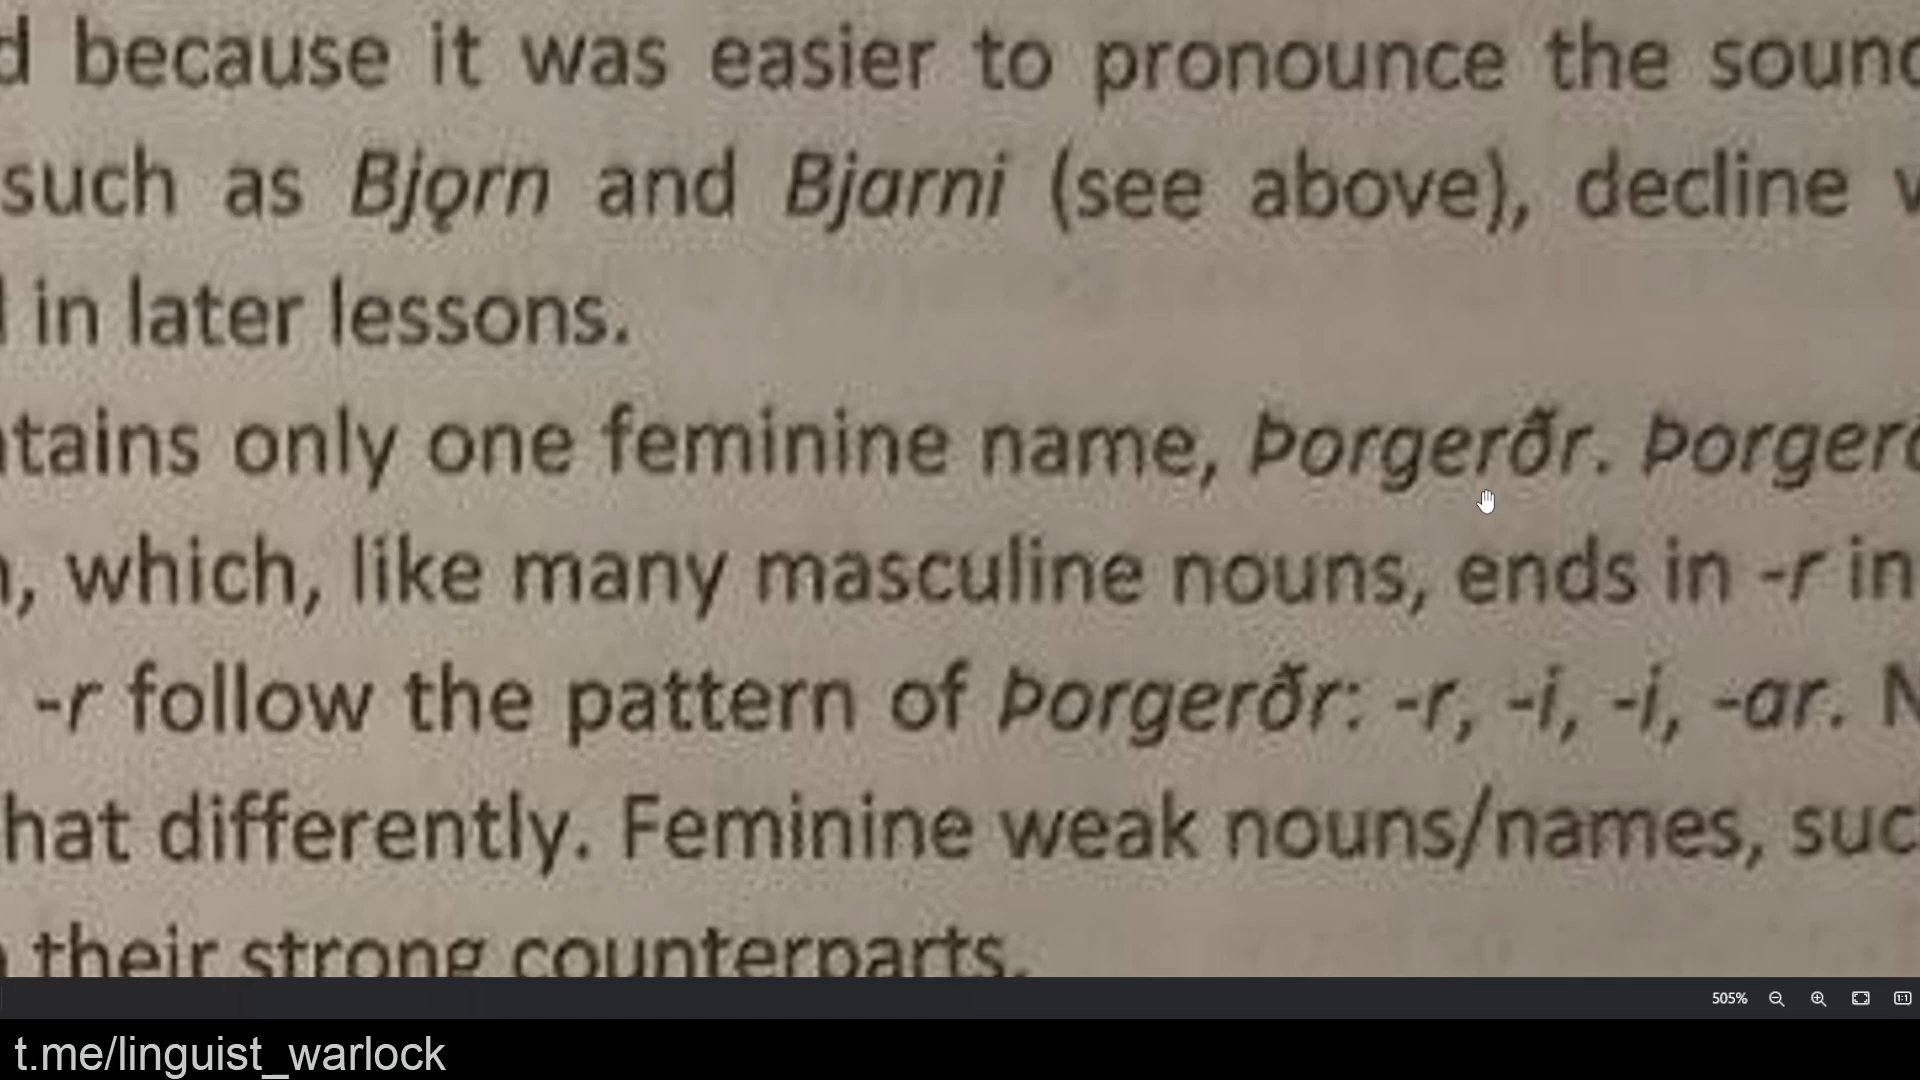 d because it was easier to pronounce the soun
such as Bjǫrn and Bjarni (see above), decline
in later lessons.
tains only one feminine name, Þorgerðr. Þorger
, which, like many masculine nouns, ends in -r in
-r follow the pattern of Þorgerðr: -r, -i, -i, -ar. N
hat differently. Feminine weak nouns/names, suc
their strong counterparts.
505%
t.me/linguist_warlock